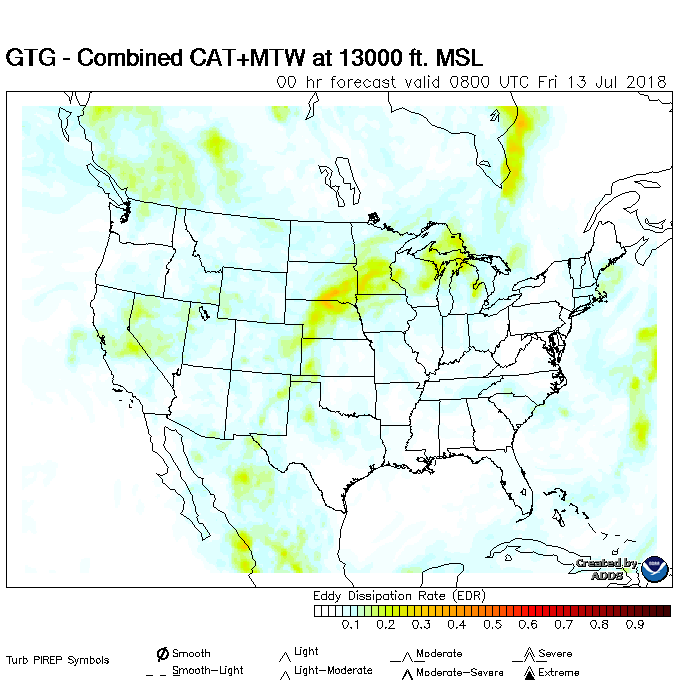 GTG - Combined CAT+MTW at 13000 ft. MSL
00 hr forecast valid 0800 UTC Fri 13 Jul 2018
Created by
ADDS
Eddy Dissipation Rate (EDR)
0.1 0.2 0.3 0.4 0.5 0.6 0.7 0.8 0.9
Turb PIREP Symbols
Smooth Light Moderate Severe
Smooth-Light Light-Moderate Moderate-Severe Extreme